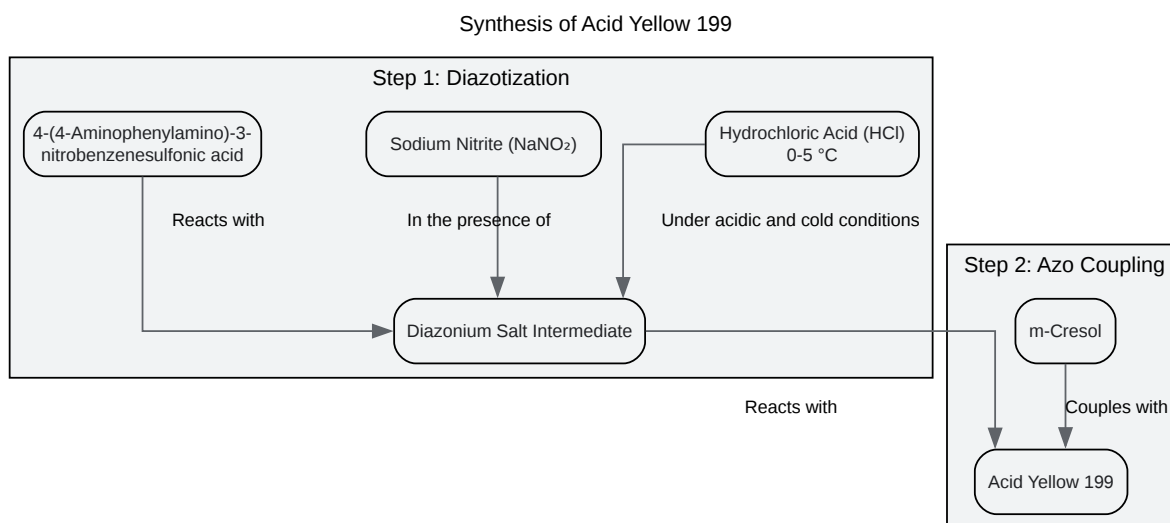 Synthesis of Acid Yellow 199
Step 1: Diazotization
4-(4-Aminophenylamino)-3-
nitrobenzenesulfonic acid
Sodium Nitrite (NaNO₂)
Hydrochloric Acid (HCl)
0-5 °C
Reacts with
In the presence of
Under acidic and cold conditions
Step 2: Azo Coupling
Diazonium Salt Intermediate
m-Cresol
Reacts with
Couples with
Acid Yellow 199